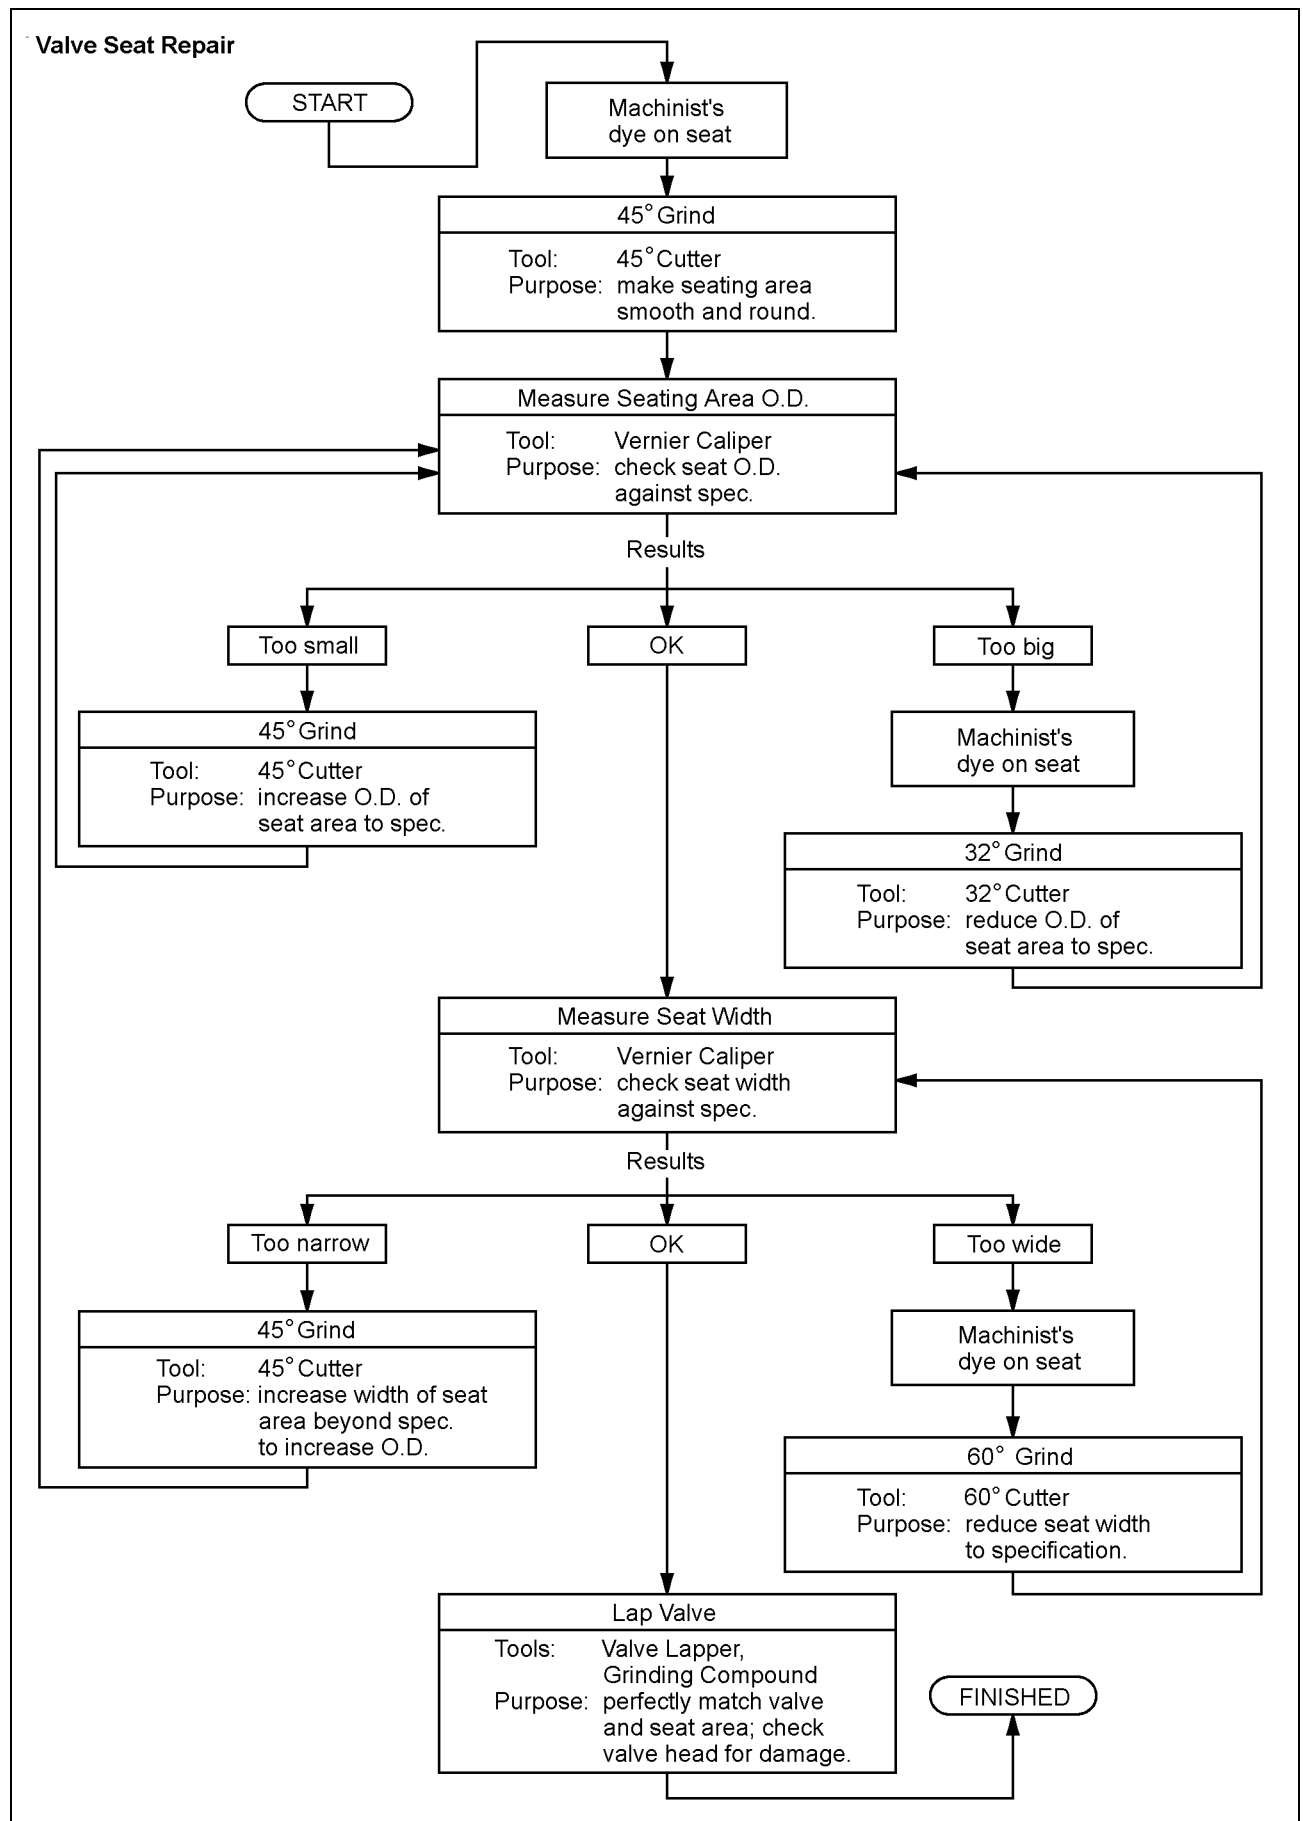 Valve Seat Repair
START
Machinist's
dye on seat
45° Grind
Tool: 45° Cutter
Purpose: make seating area
smooth and round.
Measure Seating Area O.D.
Tool: Vernier Caliper
Purpose: check seat O.D.
against spec.
Results
Too small
OK
Too big
45° Grind
Tool: 45° Cutter
Purpose: increase O.D. of
seat area to spec.
Machinist's
dye on seat
32° Grind
Tool: 32° Cutter
Purpose: reduce O.D. of
seat area to spec.
Measure Seat Width
Tool: Vernier Caliper
Purpose: check seat width
against spec.
Results
Too narrow
OK
Too wide
45° Grind
Tool: 45° Cutter
Purpose: increase width of seat
area beyond spec.
to increase O.D.
Machinist's
dye on seat
60° Grind
Tool: 60° Cutter
Purpose: reduce seat width
to specification.
Lap Valve
Tools: Valve Lapper,
Grinding Compound
Purpose: perfectly match valve
and seat area; check
valve head for damage.
FINISHED